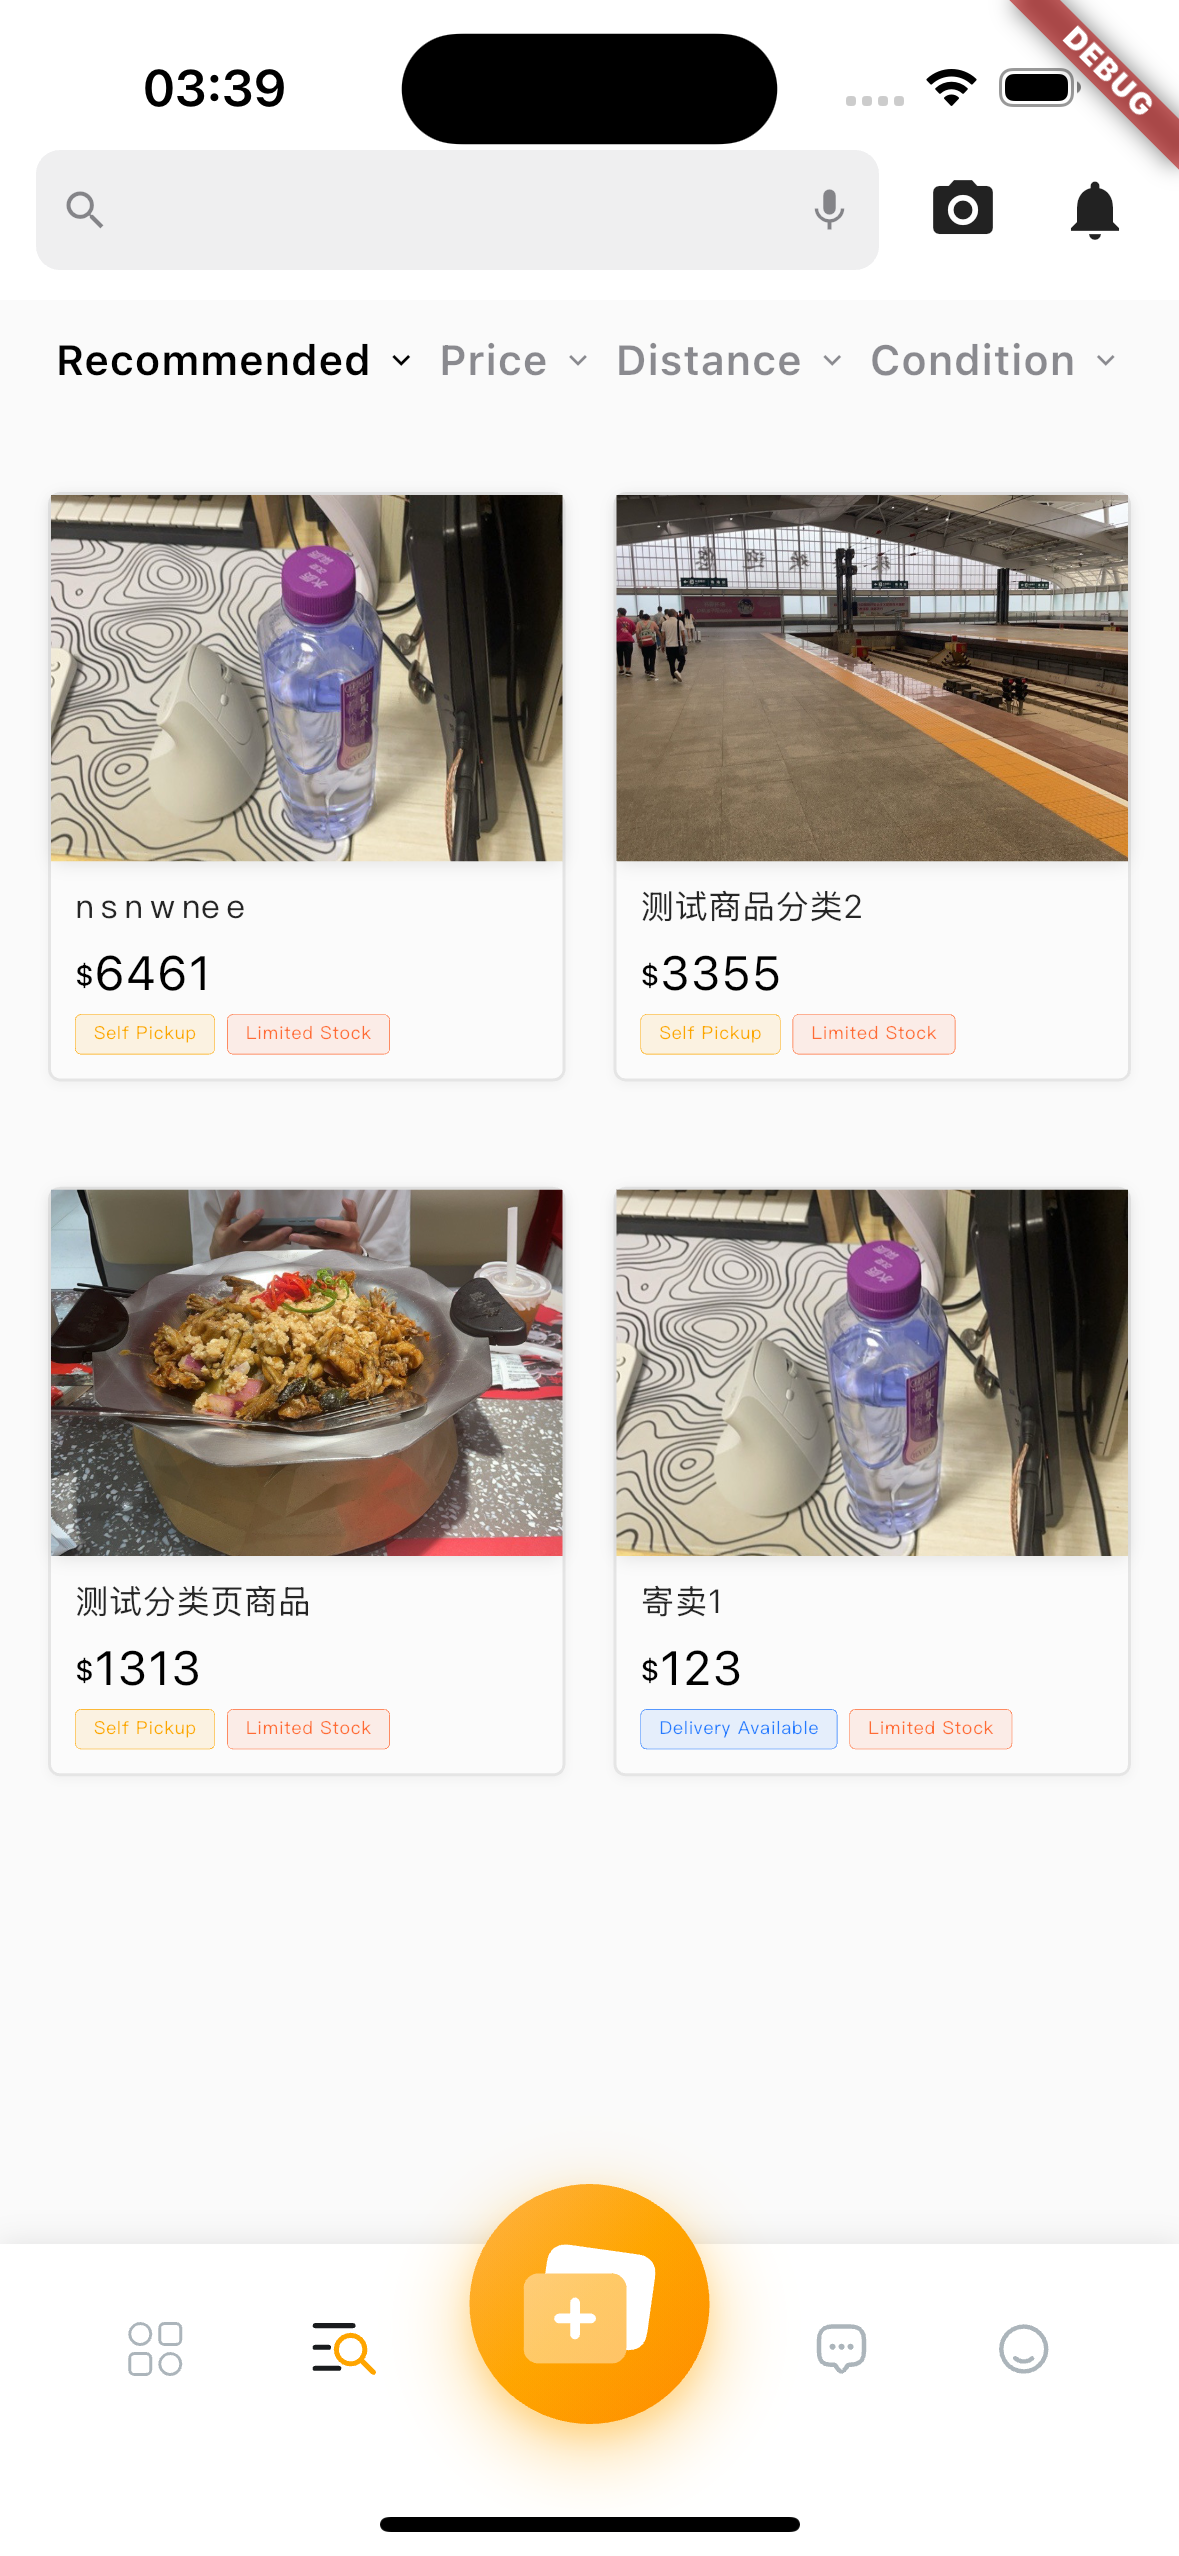 03:39
DEBUG
Recommended Price Distance Condition
nsnwnee
$6461
Self Pickup Limited Stock
测试商品分类2
$3355
Self Pickup Limited Stock
测试分类页商品
$1313
Self Pickup Limited Stock
寄卖1
$123
Delivery Available Limited Stock